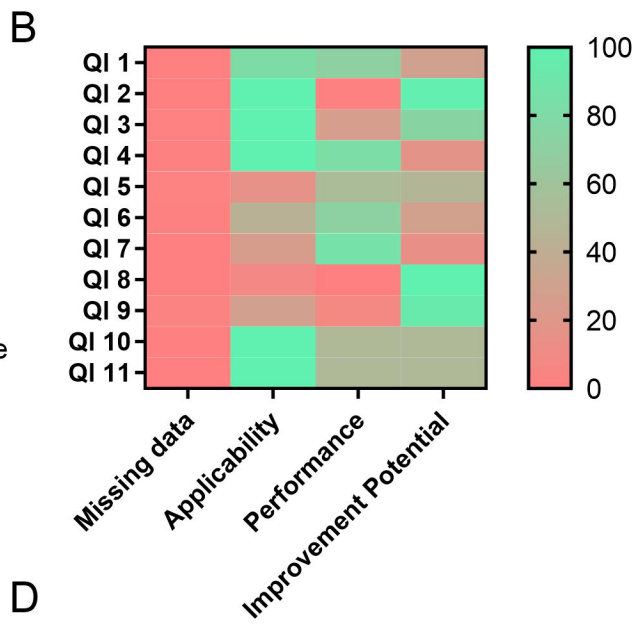 B
QI 1
QI 2
QI 3
QI 4
QI 5
QI 6
QI 7
QI 8
QI 9
QI 10
QI 11
Missing data
Applicability
Performance
Improvement Potential
100
80
60
40
20
0
e
D